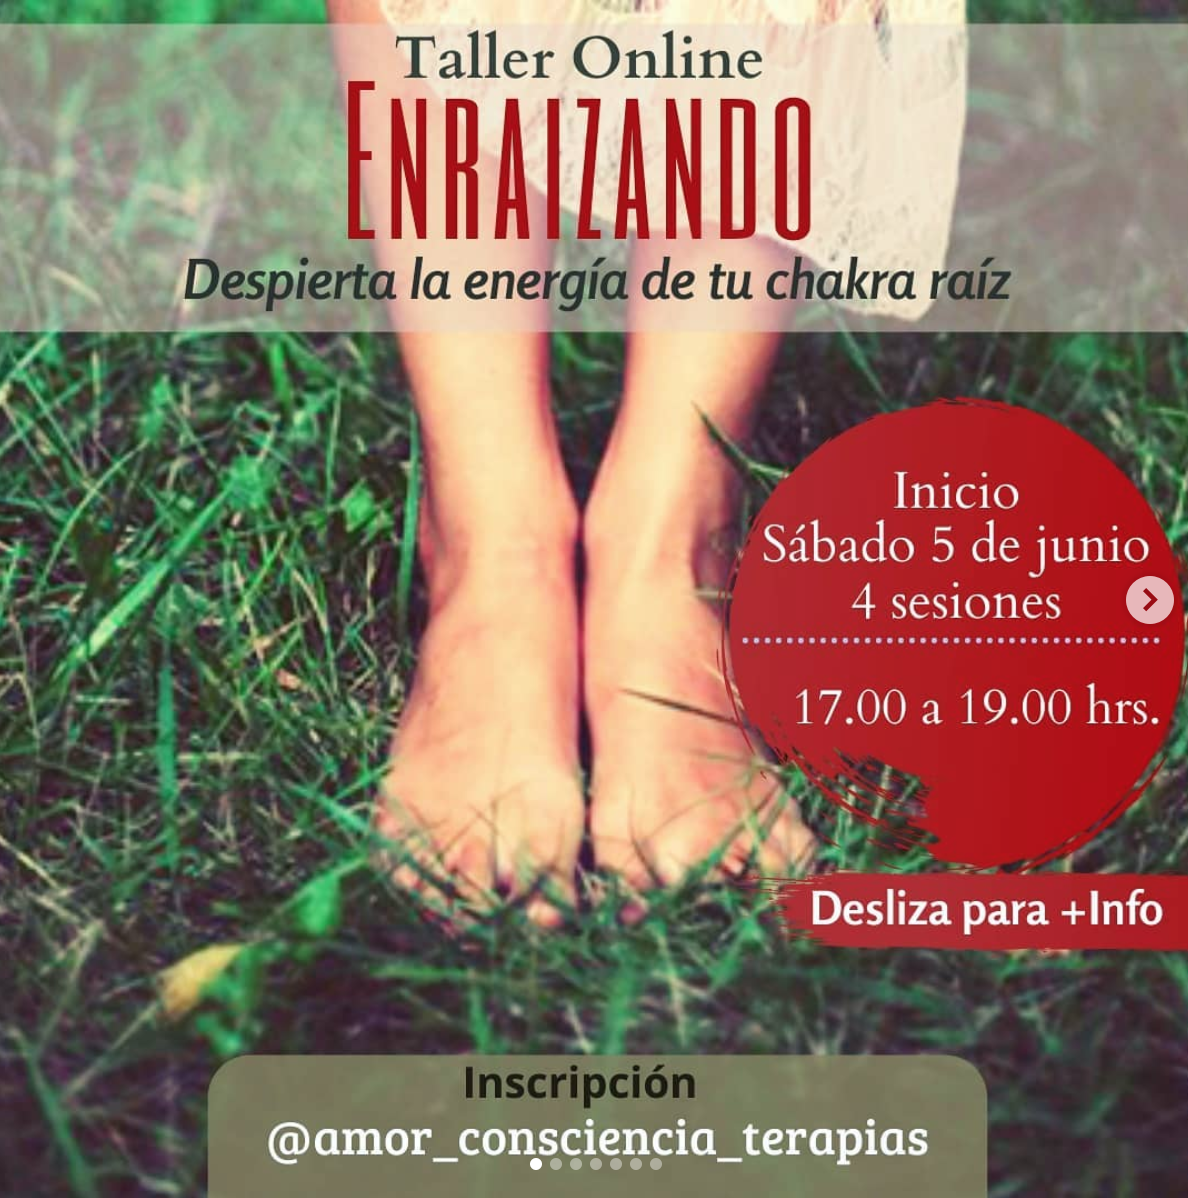 Taller Online
ENRAIZANDO
Despierta la energía de tu chakra raíz
Inicio
Sábado 5 de junio
4 sesiones
17.00 a 19.00 hrs.
Desliza para +Info
Inscripción
@amor_consciencia_terapias